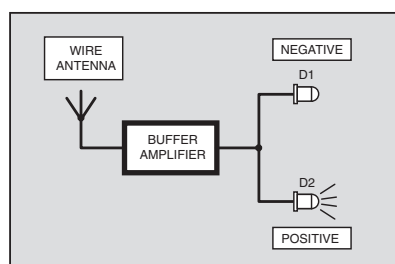 WIRE
ANTENNA
NEGATIVE
D1
BUFFER
AMPLIFIER
D2
POSITIVE